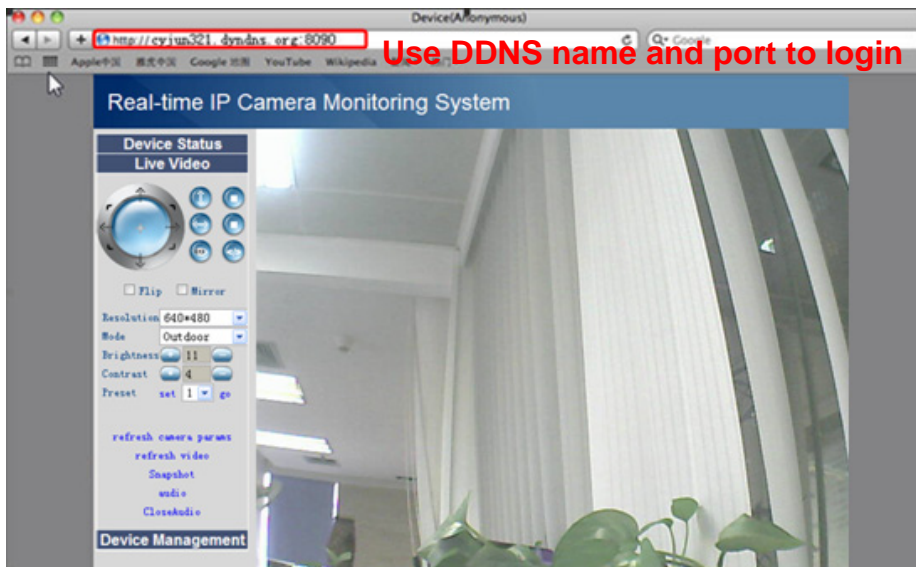 Device(Anonymous)
http://cyjun321.dyndns.org:8090
Google
Use DDNS name and port to login
Apple中国 雅虎中国 Google 地图 YouTube Wikipedia
Real-time IP Camera Monitoring System
Device Status
Live Video
Flip Mirror
Resolution 640*480
Mode Outdoor
Brightness 11
Contrast 4
Preset set 1 go
refresh camera params
refresh video
Snapshot
audio
CloseAudio
Device Management